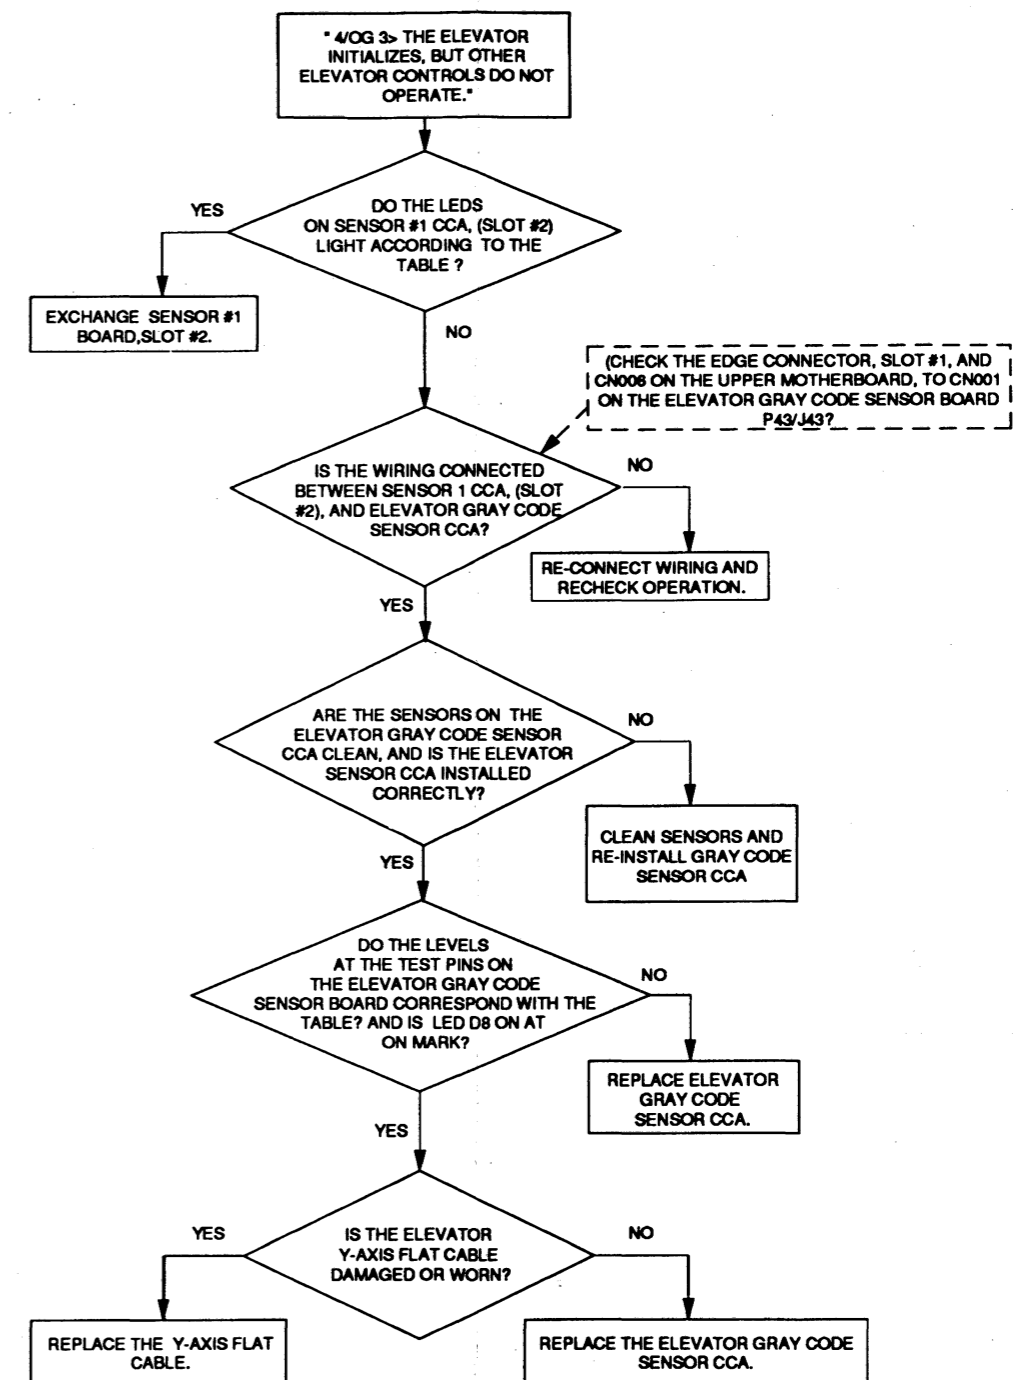 " 4/OG 3> THE ELEVATOR
INITIALIZES, BUT OTHER
ELEVATOR CONTROLS DO NOT
OPERATE."
DO THE LEDS
ON SENSOR #1 CCA, (SLOT #2)
LIGHT ACCORDING TO THE
TABLE ?
YES
EXCHANGE SENSOR #1
BOARD,SLOT #2.
NO
(CHECK THE EDGE CONNECTOR, SLOT #1, AND
CN006 ON THE UPPER MOTHERBOARD, TO CN001
ON THE ELEVATOR GRAY CODE SENSOR BOARD
P43/J43?
IS THE WIRING CONNECTED
BETWEEN SENSOR 1 CCA, (SLOT
#2), AND ELEVATOR GRAY CODE
SENSOR CCA?
NO
RE-CONNECT WIRING AND
RECHECK OPERATION.
YES
ARE THE SENSORS ON THE
ELEVATOR GRAY CODE SENSOR
CCA CLEAN, AND IS THE ELEVATOR
SENSOR CCA INSTALLED
CORRECTLY?
NO
CLEAN SENSORS AND
RE-INSTALL GRAY CODE
SENSOR CCA
YES
DO THE LEVELS
AT THE TEST PINS ON
THE ELEVATOR GRAY CODE
SENSOR BOARD CORRESPOND WITH THE
TABLE? AND IS LED D8 ON AT
ON MARK?
NO
REPLACE ELEVATOR
GRAY CODE
SENSOR CCA.
YES
IS THE ELEVATOR
Y-AXIS FLAT CABLE
DAMAGED OR WORN?
YES
REPLACE THE Y-AXIS FLAT
CABLE.
NO
REPLACE THE ELEVATOR GRAY CODE
SENSOR CCA.